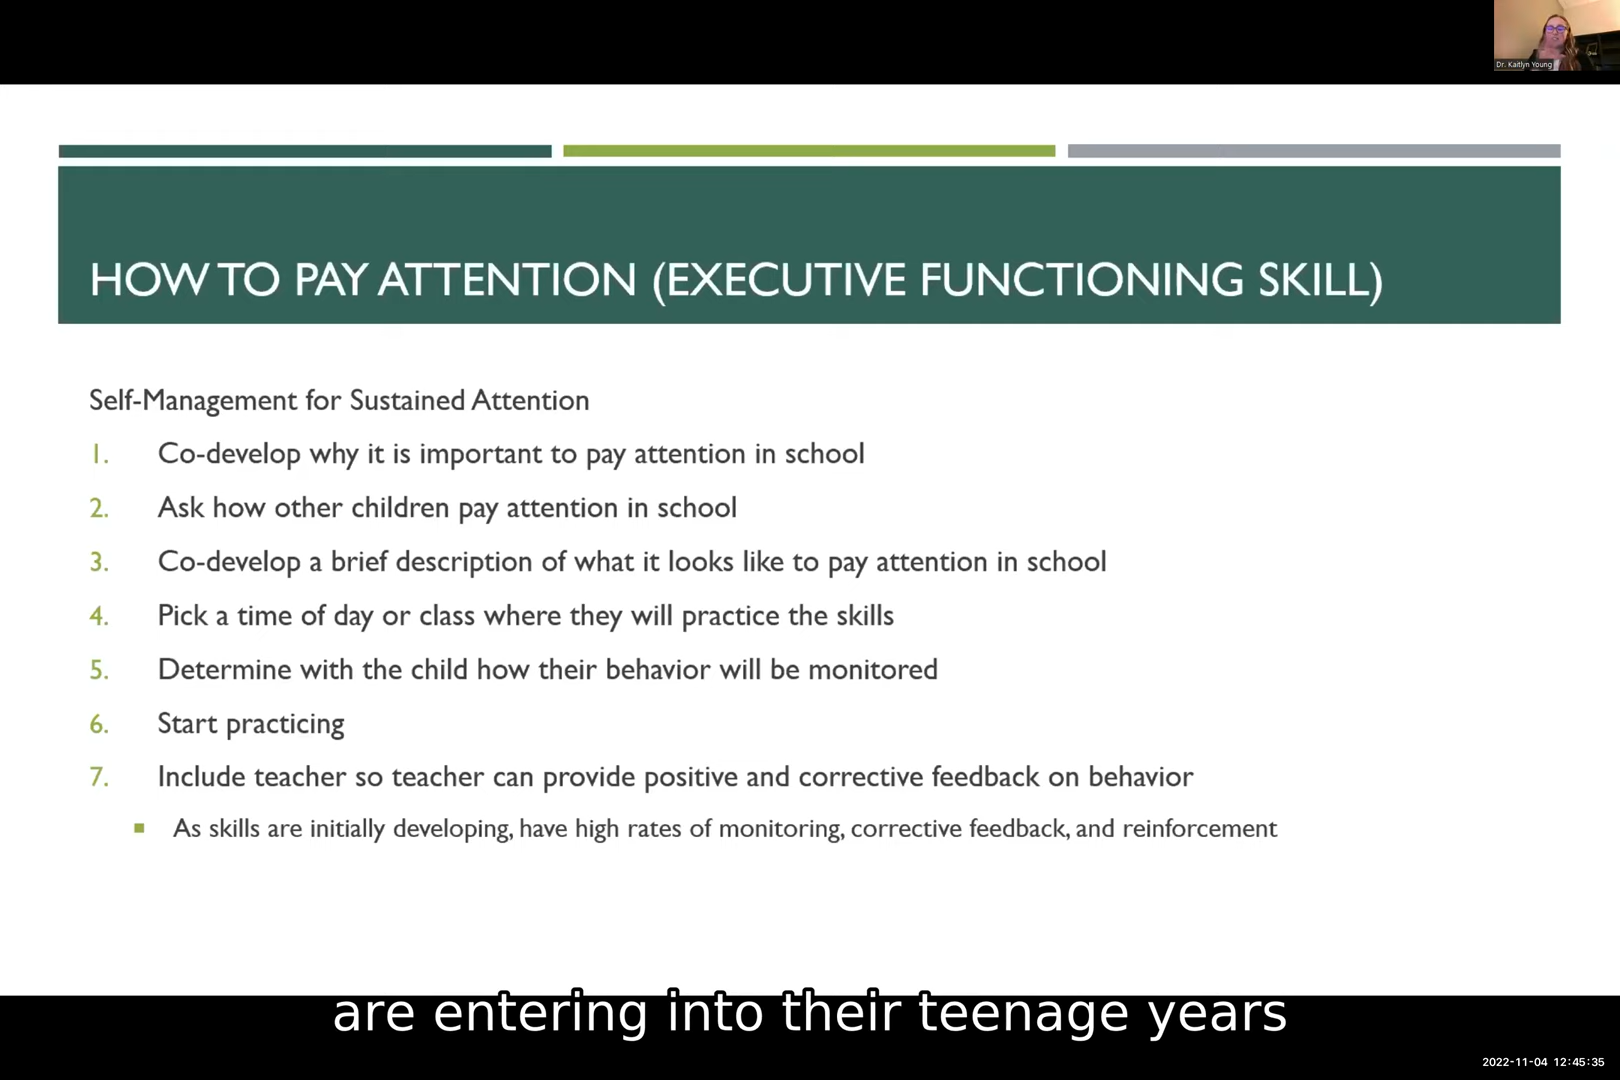 Dr. Kaitlyn Young
HOW TO PAY ATTENTION (EXECUTIVE FUNCTIONING SKILL)
Self-Management for Sustained Attention
1. Co-develop why it is important to pay attention in school
2. Ask how other children pay attention in school
3. Co-develop a brief description of what it looks like to pay attention in school
4. Pick a time of day or class where they will practice the skills
5. Determine with the child how their behavior will be monitored
6. Start practicing
7. Include teacher so teacher can provide positive and corrective feedback on behavior
■ As skills are initially developing, have high rates of monitoring, corrective feedback, and reinforcement
are entering into their teenage years
2022-11-04 12:45:35